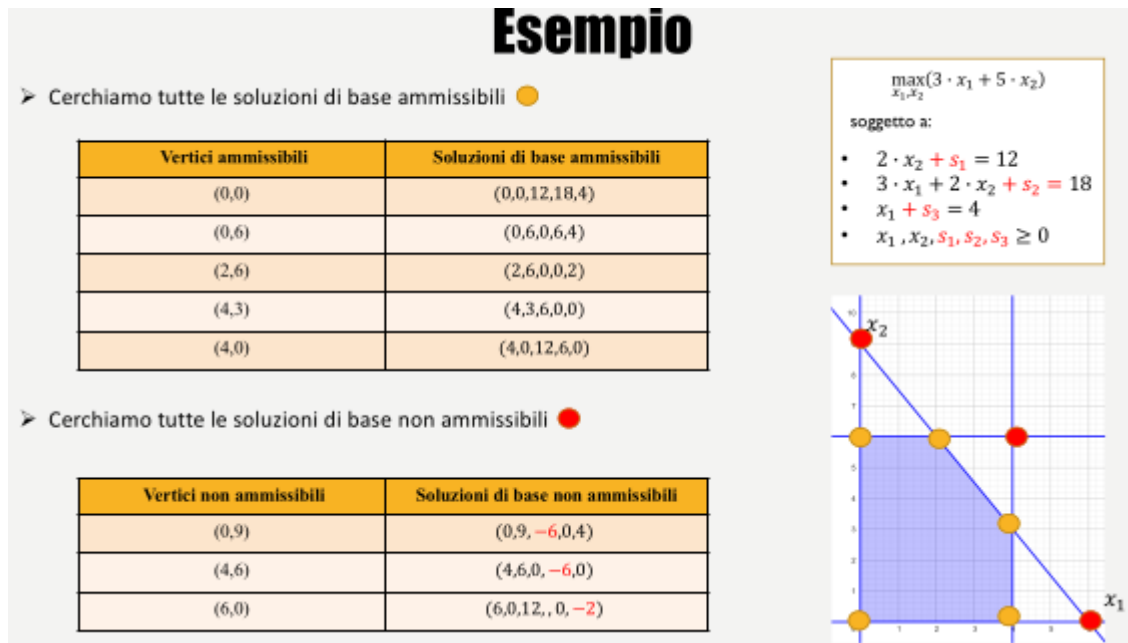 Esempio
➢ Cerchiamo tutte le soluzioni di base ammissibili
Vertici ammissibili Soluzioni di base ammissibili
(0,0) (0,0,12,18,4)
(0,6) (0,6,0,6,4)
(2,6) (2,6,0,0,2)
(4,3) (4,3,6,0,0)
(4,0) (4,0,12,6,0)
➢ Cerchiamo tutte le soluzioni di base non ammissibili
Vertici non ammissibili Soluzioni di base non ammissibili
(0,9) (0,9, −6,0,4)
(4,6) (4,6,0, −6,0)
(6,0) (6,0,12, , 0, −2)
max(3 · x₁ + 5 · x₂)
x₁,x₂
soggetto a:
• 2 · x₂ + s₁ = 12
• 3 · x₁ + 2 · x₂ + s₂ = 18
• x₁ + s₃ = 4
• x₁ , x₂, s₁, s₂, s₃ ≥ 0
x₂
x₁